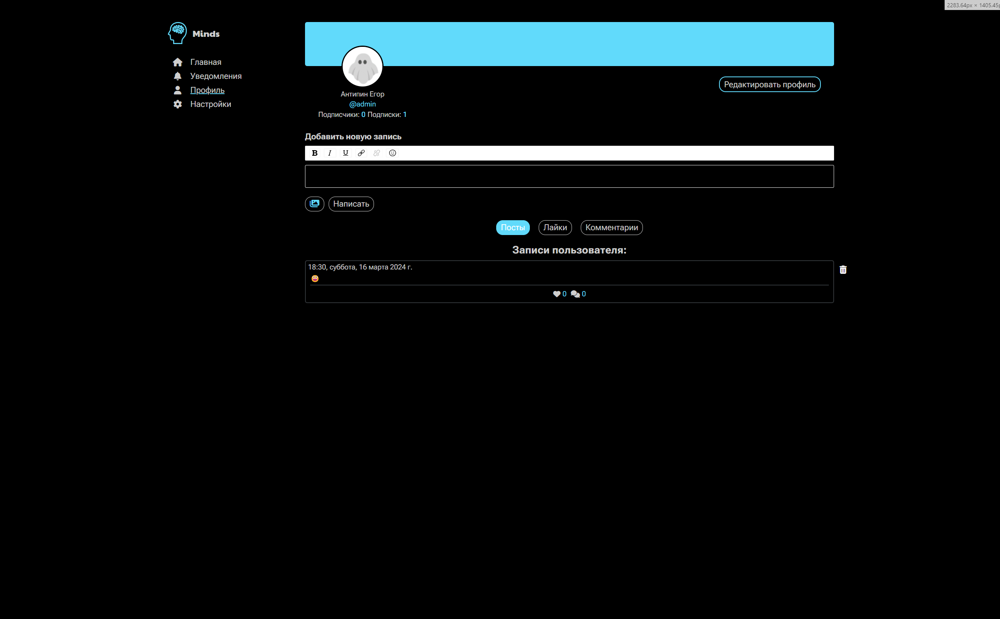 2283.64px × 1405.45p
Minds
Главная
Уведомления
Профиль
Настройки
Редактировать профиль
Антипин Егор
@admin
Подписчики: 0 Подписки: 1
Добавить новую запись
B I U
Написать
Посты Лайки Комментарии
Записи пользователя:
18:30, суббота, 16 марта 2024 г.
0 0